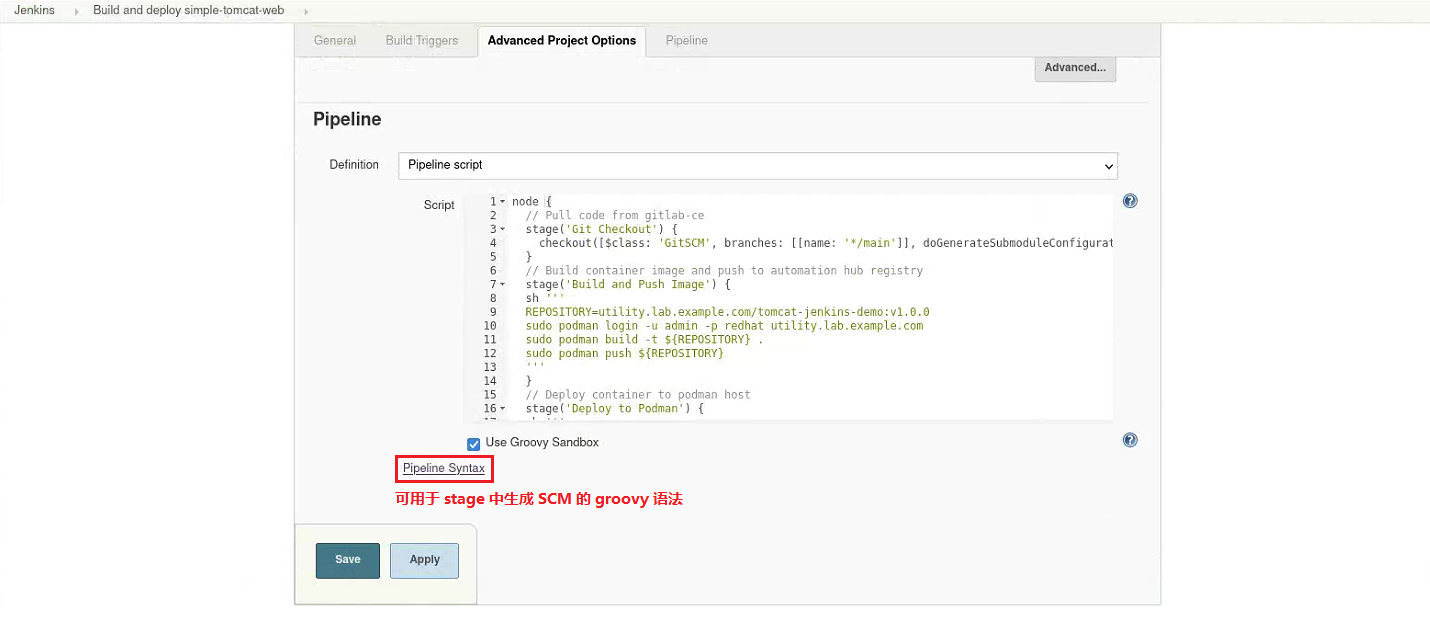 Jenkins Build and deploy simple-tomcat-web
General Build Triggers Advanced Project Options Pipeline
Advanced...
Pipeline
Definition Pipeline script
Script
1 node {
2 // Pull code from gitlab-ce
3 stage('Git Checkout') {
4 checkout([$class: 'GitSCM', branches: [[name: '*/main']], doGenerateSubmoduleConfigurat
5 }
6 // Build container image and push to automation hub registry
7 stage('Build and Push Image') {
8 sh '''
9 REPOSITORY=utility.lab.example.com/tomcat-jenkins-demo:v1.0.0
10 sudo podman login -u admin -p redhat utility.lab.example.com
11 sudo podman build -t ${REPOSITORY} .
12 sudo podman push ${REPOSITORY}
13 '''
14 }
15 // Deploy container to podman host
16 stage('Deploy to Podman') {
Use Groovy Sandbox
Pipeline Syntax
可用于 stage 中生成 SCM 的 groovy 语法
Save Apply